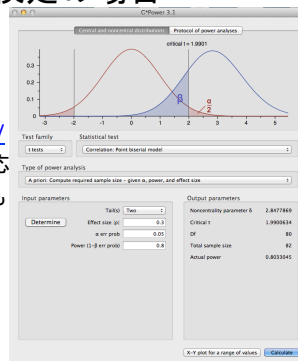 G*Power 3.1
Central and noncentral distributions Protocol of power analyses
critical t = 1.9901
0.3
0.2
0.1
0
β
α
2
-3 -2 -1 0 1 2 3 4 5
Test family Statistical test
t tests Correlation: Point biserial model
Type of power analysis
A priori: Compute required sample size – given α, power, and effect size
Input parameters Output parameters
Tail(s) Two Noncentrality parameter δ 2.8477869
Determine Effect size |ρ| 0.3 Critical t 1.9900634
α err prob 0.05 Df 80
Power (1-β err prob) 0.8 Total sample size 82
Actual power 0.8033045
X-Y plot for a range of values Calculate